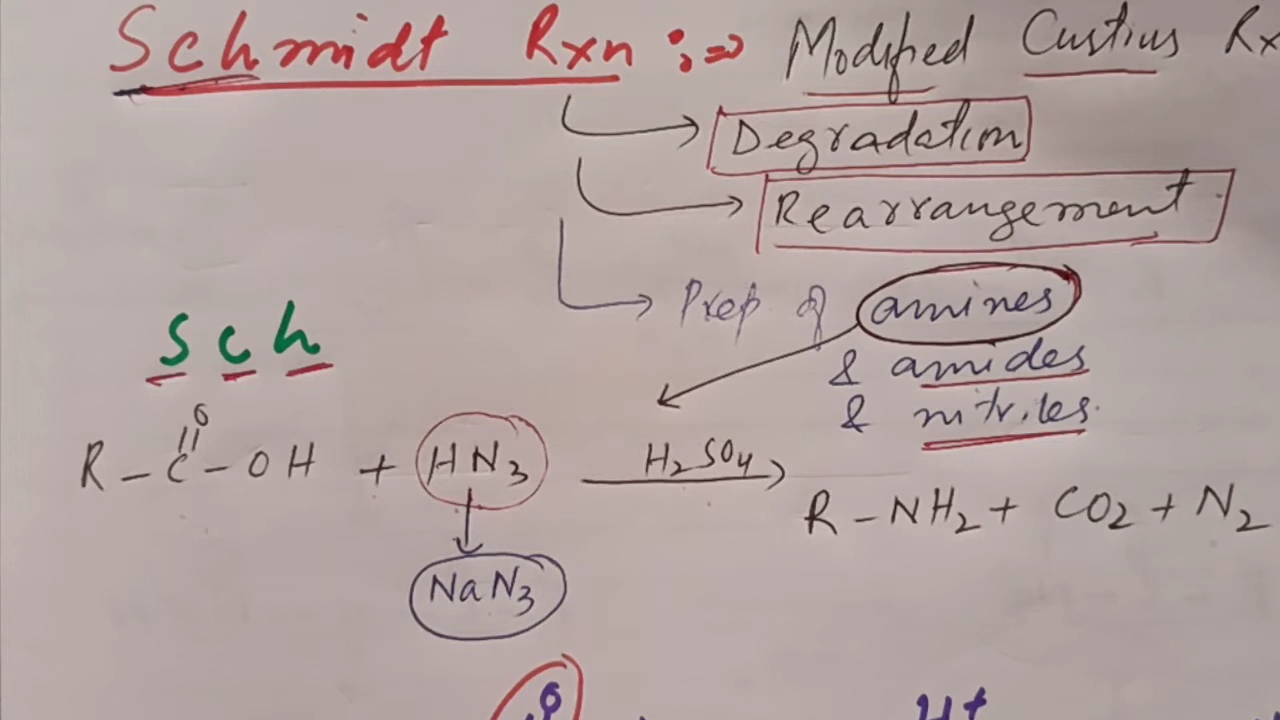 Schmidt Rxn :⇒ Modified Custius Rx
Degradation
Rearrangement
Prep of amines
& amides
& nitriles.
Sch
O
R-C-OH + HN3 H2SO4 R-NH2 + CO2 + N2
NaN3
H+